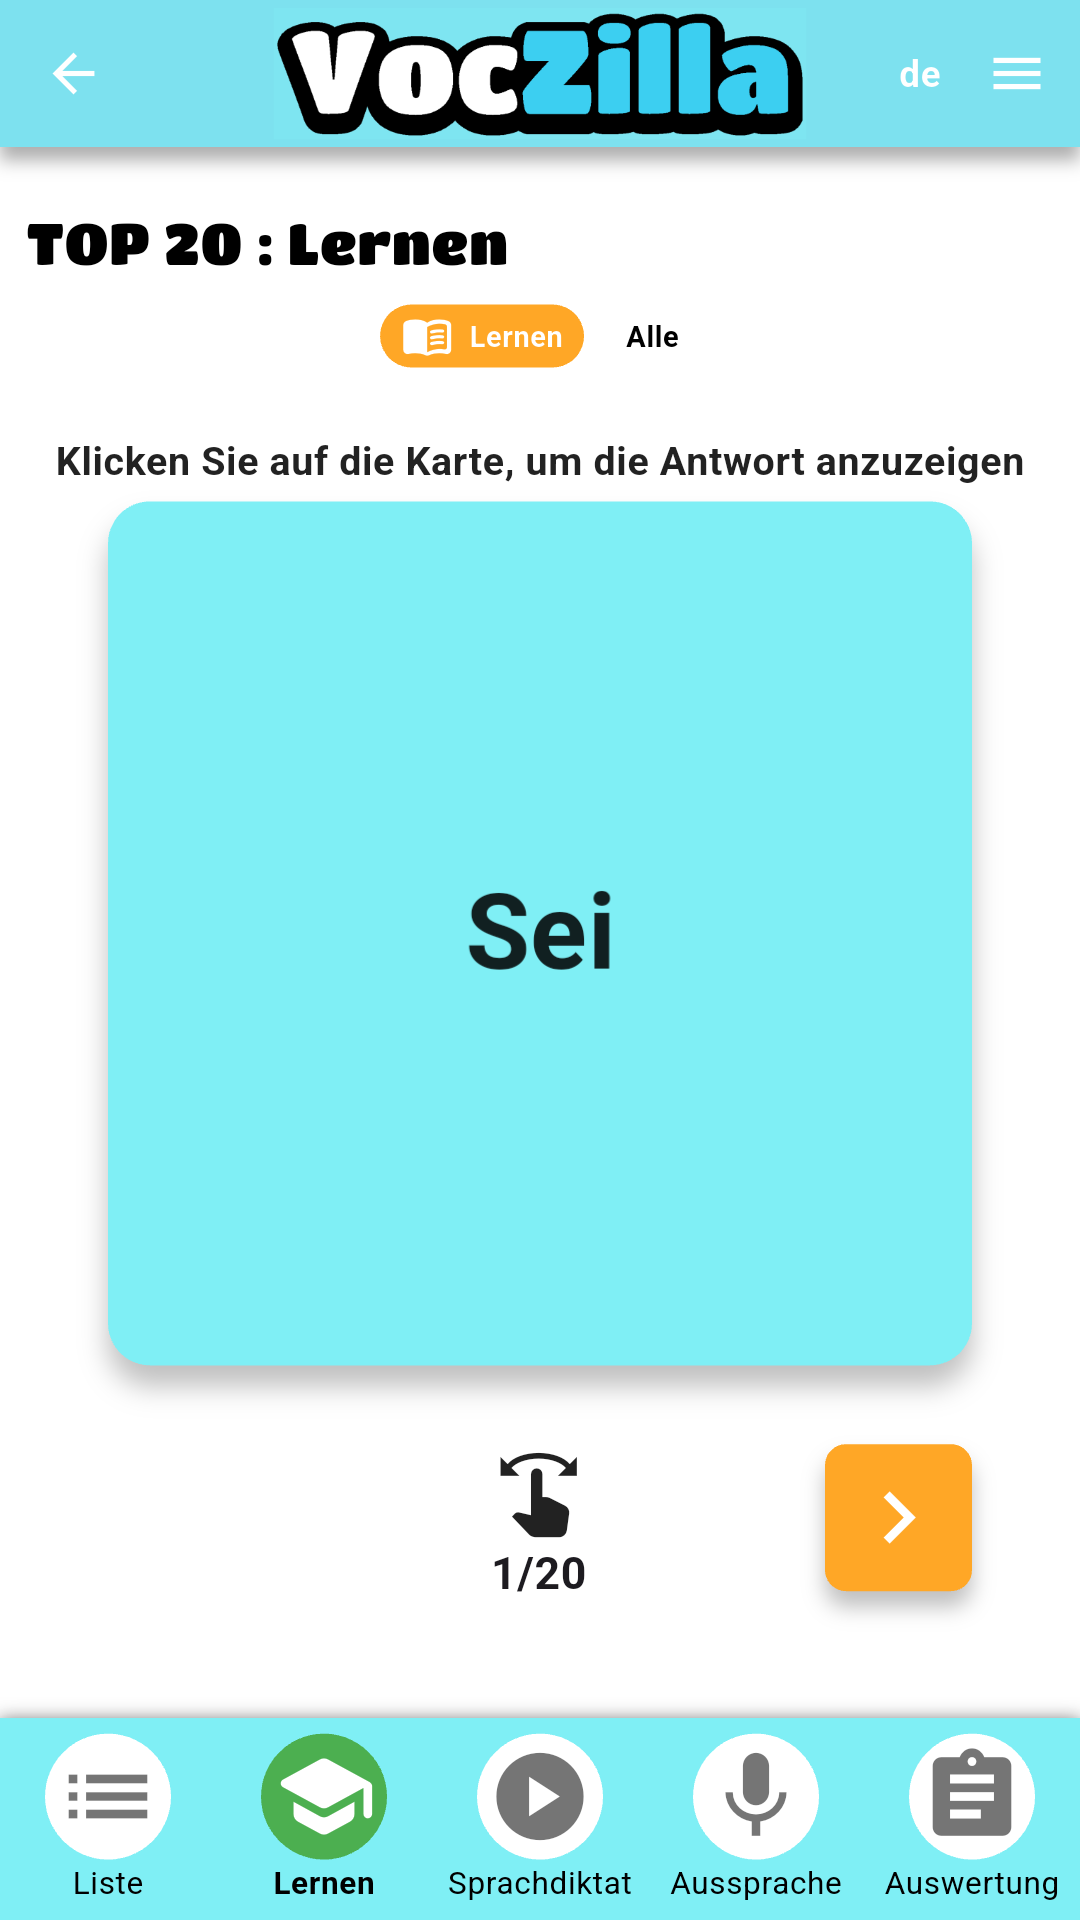 VocZilla
de
TOP 20 : Lernen
Lernen
Alle
Klicken Sie auf die Karte, um die Antwort anzuzeigen
Sei
1/20
Liste
Lernen
Sprachdiktat
Aussprache
Auswertung